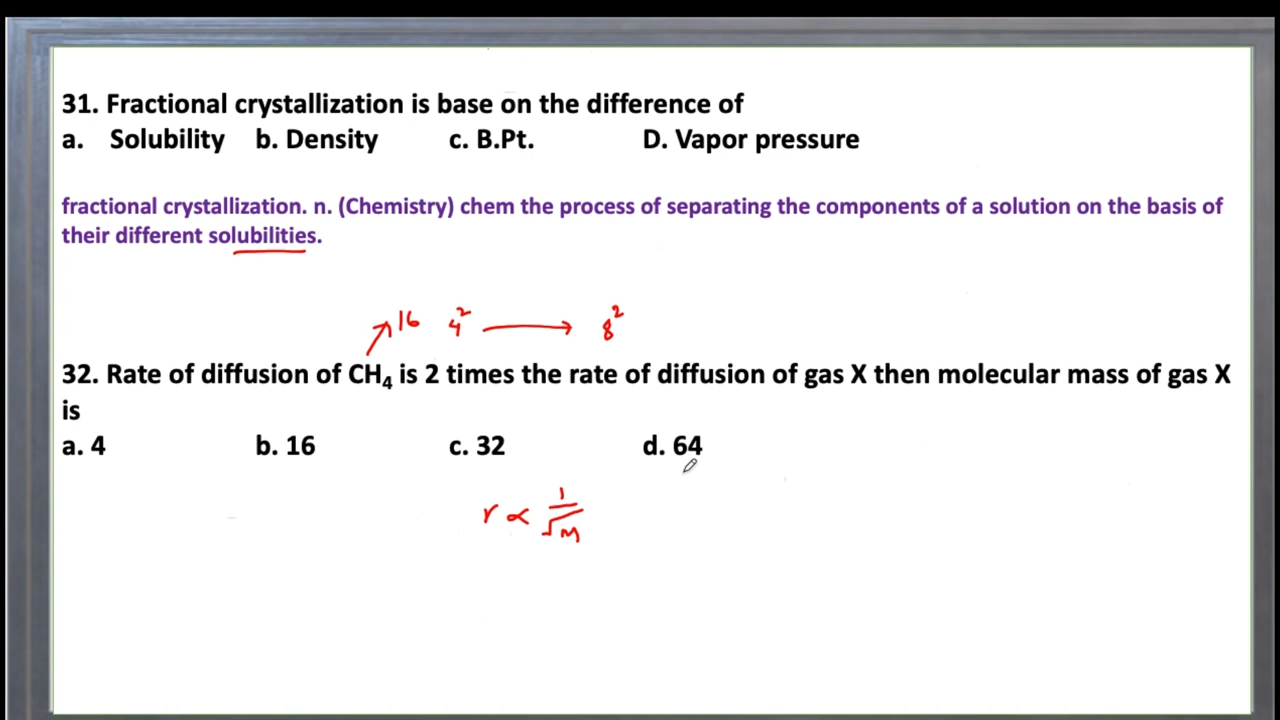 31. Fractional crystallization is base on the difference of
a. Solubility b. Density c. B.Pt. D. Vapor pressure
fractional crystallization. n. (Chemistry) chem the process of separating the components of a solution on the basis of
their different solubilities.
16 4² → 8²
32. Rate of diffusion of CH₄ is 2 times the rate of diffusion of gas X then molecular mass of gas X
is
a. 4 b. 16 c. 32 d. 64
r ∝ 1/√M